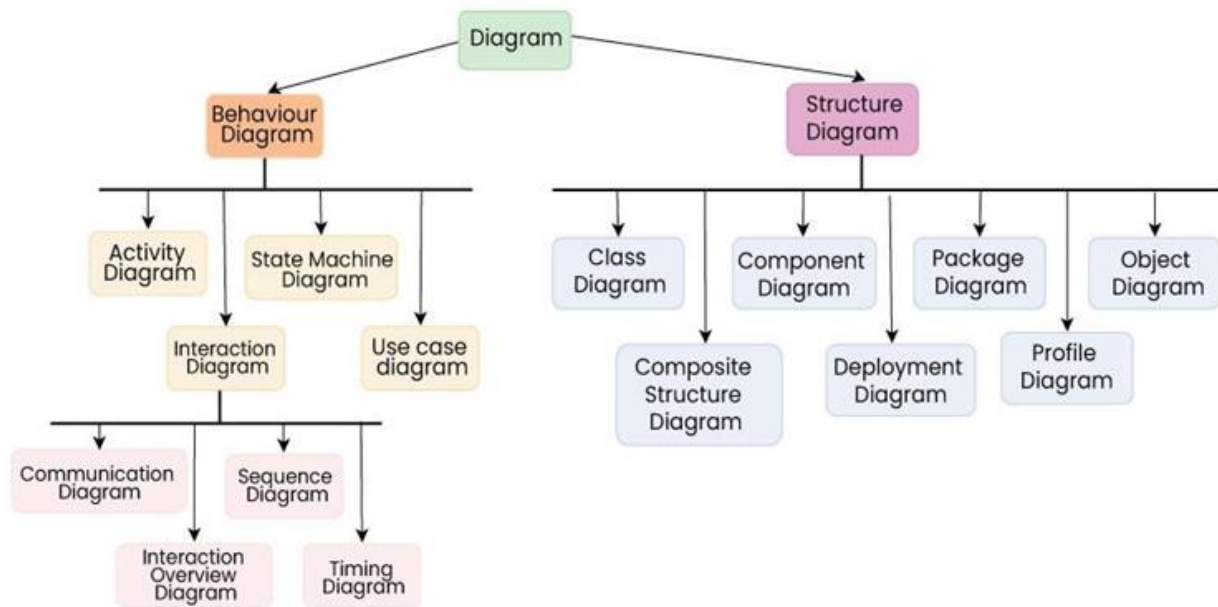 Diagram
Behaviour
Diagram
Structure
Diagram
Activity
Diagram
State Machine
Diagram
Interaction
Diagram
Use case
diagram
Communication
Diagram
Sequence
Diagram
Interaction
Overview
Diagram
Timing
Diagram
Class
Diagram
Component
Diagram
Package
Diagram
Object
Diagram
Composite
Structure
Diagram
Deployment
Diagram
Profile
Diagram